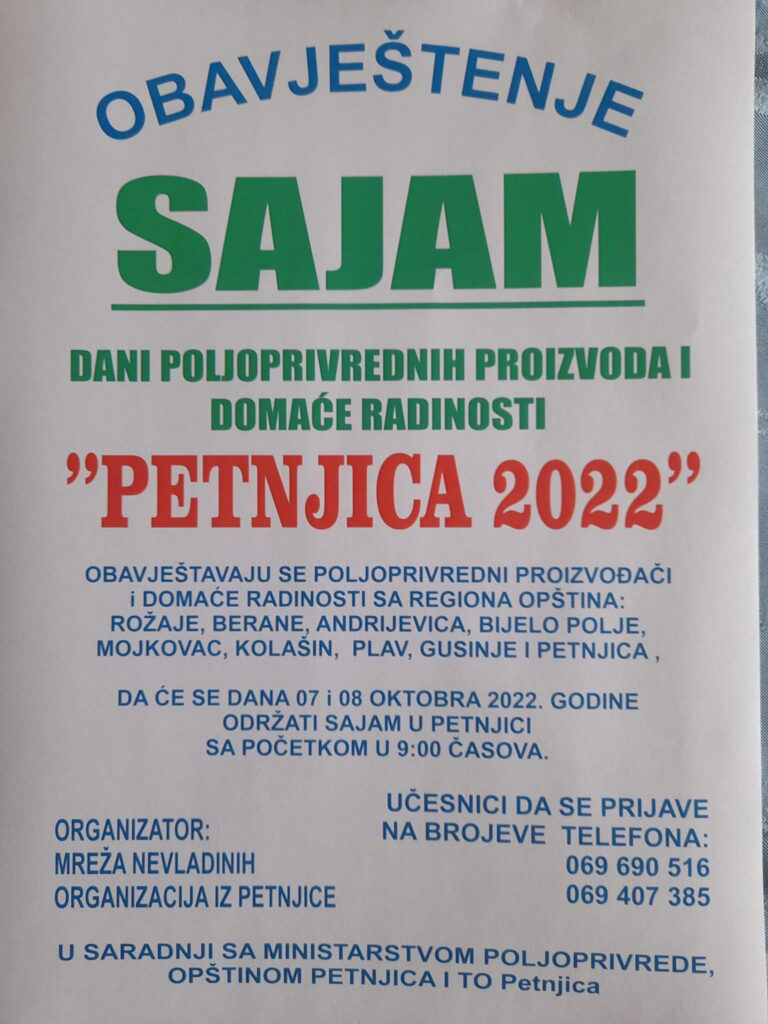 OBAVJEŠTENJE
SAJAM
DANI POLJOPRIVREDNIH PROIZVODA I
DOMAĆE RADINOSTI
”PETNJICA 2022”
OBAVJEŠTAVAJU SE POLJOPRIVREDNI PROIZVOĐAČI
i DOMAĆE RADINOSTI SA REGIONA OPŠTINA:
ROŽAJE, BERANE, ANDRIJEVICA, BIJELO POLJE,
MOJKOVAC, KOLAŠIN, PLAV, GUSINJE I PETNJICA ,
DA ĆE SE DANA 07 i 08 OKTOBRA 2022. GODINE
ODRŽATI SAJAM U PETNJICI
SA POČETKOM U 9:00 ČASOVA.
ORGANIZATOR:
MREŽA NEVLADINIH
ORGANIZACIJA IZ PETNJICE
UČESNICI DA SE PRIJAVE
NA BROJEVE TELEFONA:
069 690 516
069 407 385
U SARADNJI SA MINISTARSTVOM POLJOPRIVREDE,
OPŠTINOM PETNJICA I TO Petnjica